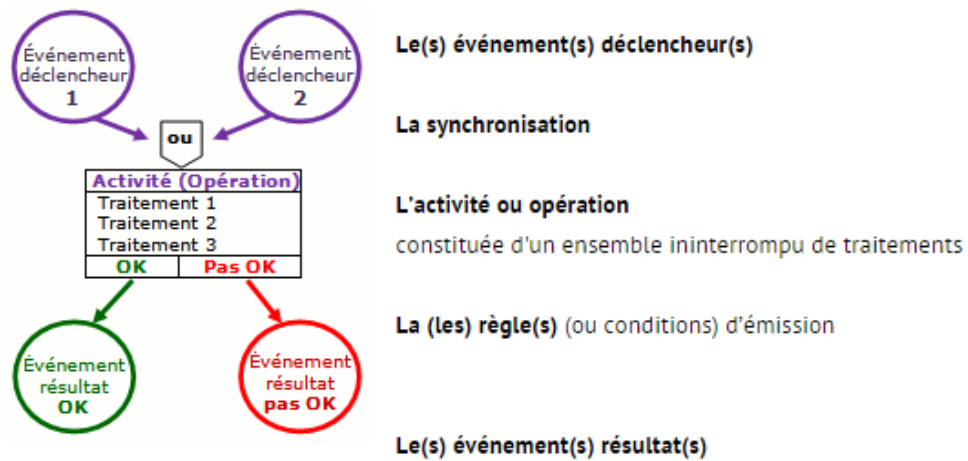 Événement
déclencheur
1
Événement
déclencheur
2
Le(s) événement(s) déclencheur(s)
ou
La synchronisation
Activité (Opération)
Traitement 1
Traitement 2
Traitement 3
OK
Pas OK
L'activité ou opération
constituée d'un ensemble ininterrompu de traitements
La (les) règle(s) (ou conditions) d’émission
Événement
résultat
OK
Événement
résultat
pas OK
Le(s) événement(s) résultat(s)